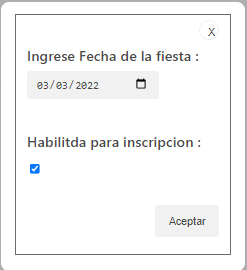 X
Ingrese Fecha de la fiesta :
03/03/2022
Habilitda para inscripcion :
Aceptar